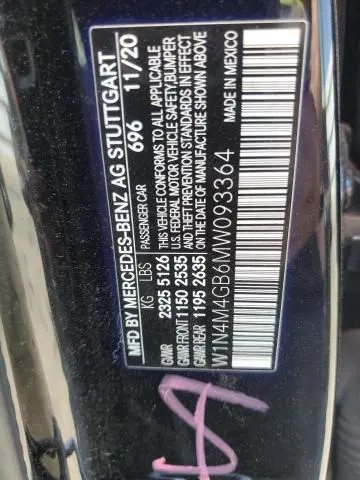 MFD BY MERCEDES-BENZ AG STUTTGART
696 11/20
KG LBS PASSENGER CAR
GVWR 2325 5126 THIS VEHICLE CONFORMS TO ALL APPLICABLE
GAWR FRONT 1150 2535 U.S. FEDERAL MOTOR VEHICLE SAFETY, BUMPER
GAWR 1195 2635 AND THEFT PREVENTION STANDARDS IN EFFECT
ON THE DATE OF MANUFACTURE SHOWN ABOVE
MADE IN MEXICO
W1N4M4GB6MW093364